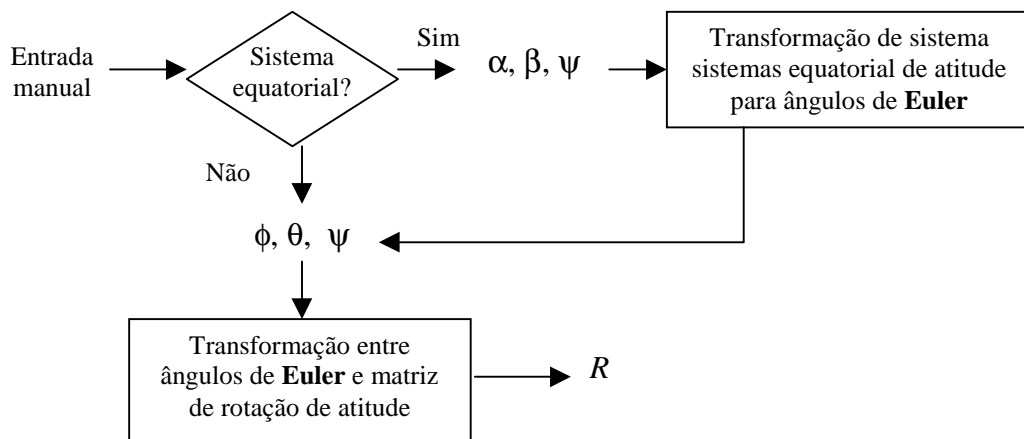 Entrada
manual
Sistema
equatorial?
Sim
α, β, ψ
Transformação de sistema
sistemas equatorial de atitude
para ângulos de Euler
Não
ϕ, θ, ψ
Transformação entre
ângulos de Euler e matriz
de rotação de atitude
R